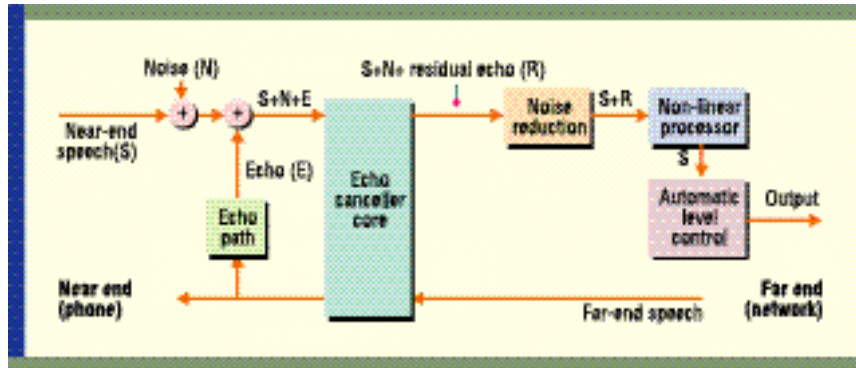 Noise (N)
S+N+ residual echo (R)
S+N+E
Noise
reduction
S+R
Non-linear
processor
Near-end
speech(S)
S
Echo (E)
Echo
canceller
core
Echo
path
Automatic
level
control
Output
Near end
(phone)
Far-end speech
Far end
(network)
+
+